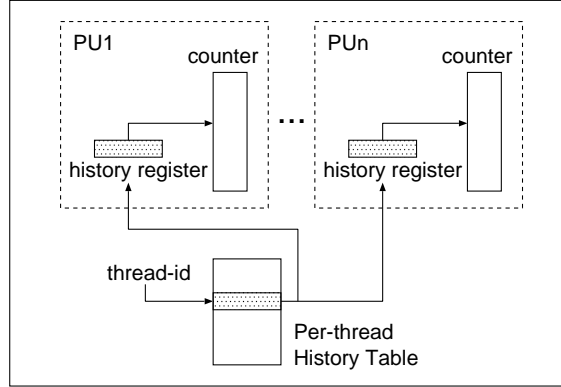 PU1
counter
history register
...
PUn
counter
history register
thread-id
Per-thread
History Table